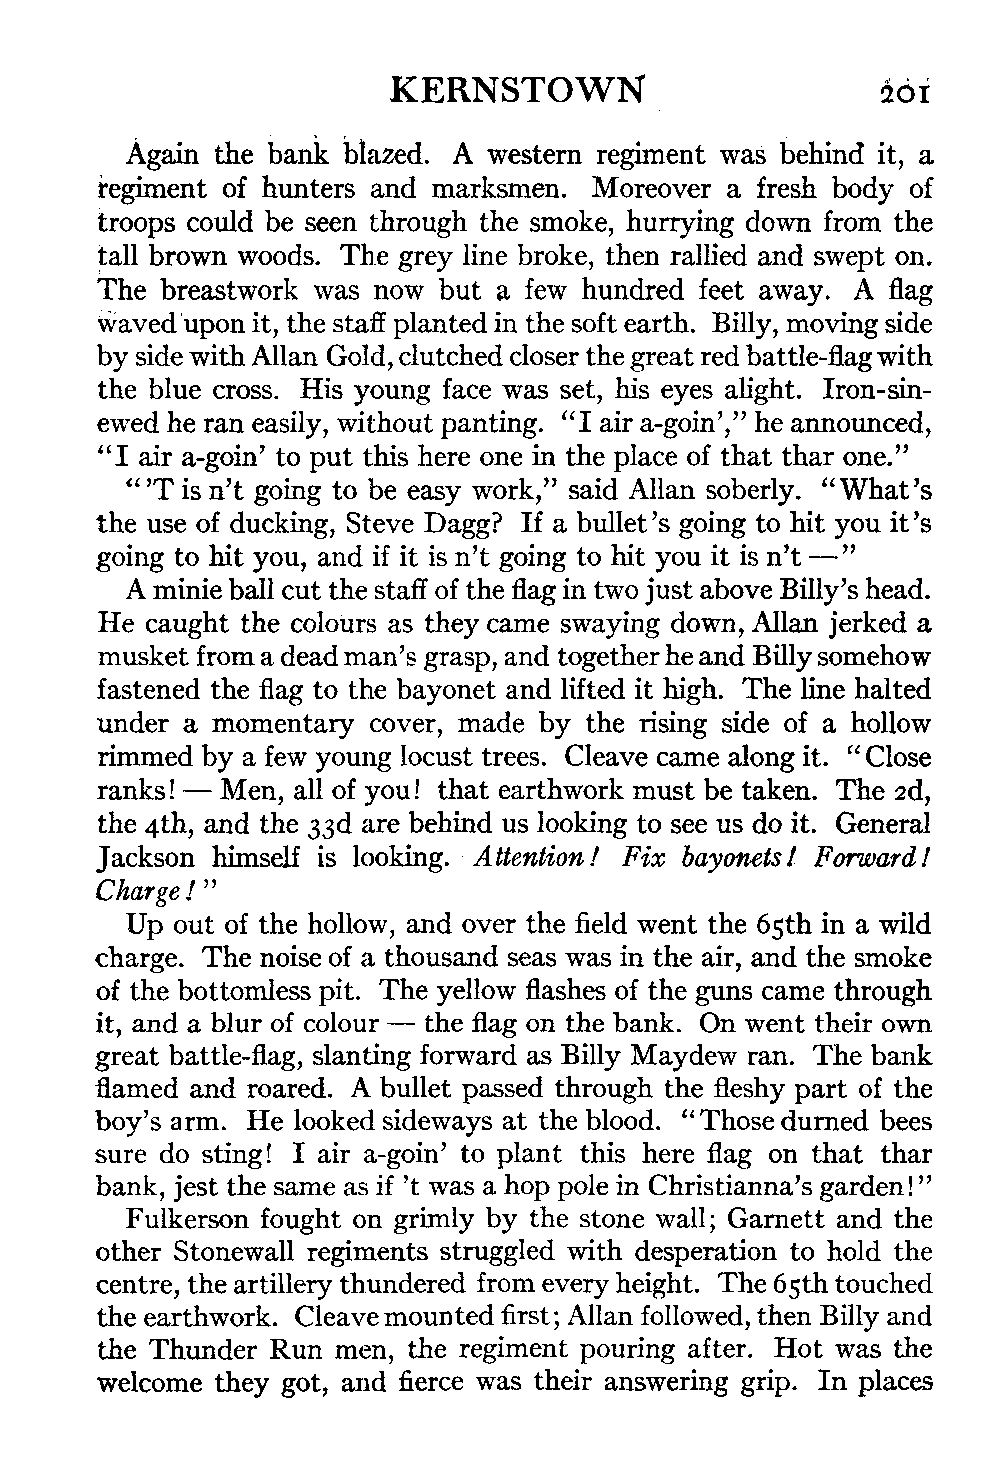 KERNSTOWN 201
Again the bank blazed. A western regiment was behind it, a
regiment of hunters and marksmen. Moreover a fresh body of
troops could be seen through the smoke, hurrying down from the
tall brown woods. The grey line broke, then rallied and swept on.
The breastwork was now but a few hundred feet away. A flag
waved upon it, the staff planted in the soft earth. Billy, moving side
by side with Allan Gold, clutched closer the great red battle-flag with
the blue cross. His young face was set, his eyes alight. Iron-sin-
ewed he ran easily, without panting. “I air a-goin’,” he announced,
“I air a-goin’ to put this here one in the place of that thar one.”
“’T is n’t going to be easy work,” said Allan soberly. “What’s
the use of ducking, Steve Dagg? If a bullet’s going to hit you it’s
going to hit you, and if it is n’t going to hit you it is n’t —”
A minie ball cut the staff of the flag in two just above Billy’s head.
He caught the colours as they came swaying down, Allan jerked a
musket from a dead man’s grasp, and together he and Billy somehow
fastened the flag to the bayonet and lifted it high. The line halted
under a momentary cover, made by the rising side of a hollow
rimmed by a few young locust trees. Cleave came along it. “Close
ranks! — Men, all of you! that earthwork must be taken. The 2d,
the 4th, and the 33d are behind us looking to see us do it. General
Jackson himself is looking. Attention! Fix bayonets! Forward!
Charge!”
Up out of the hollow, and over the field went the 65th in a wild
charge. The noise of a thousand seas was in the air, and the smoke
of the bottomless pit. The yellow flashes of the guns came through
it, and a blur of colour — the flag on the bank. On went their own
great battle-flag, slanting forward as Billy Maydew ran. The bank
flamed and roared. A bullet passed through the fleshy part of the
boy’s arm. He looked sideways at the blood. “Those durned bees
sure do sting! I air a-goin’ to plant this here flag on that thar
bank, jest the same as if ’t was a hop pole in Christianna’s garden!”
Fulkerson fought on grimly by the stone wall; Garnett and the
other Stonewall regiments struggled with desperation to hold the
centre, the artillery thundered from every height. The 65th touched
the earthwork. Cleave mounted first; Allan followed, then Billy and
the Thunder Run men, the regiment pouring after. Hot was the
welcome they got, and fierce was their answering grip. In places